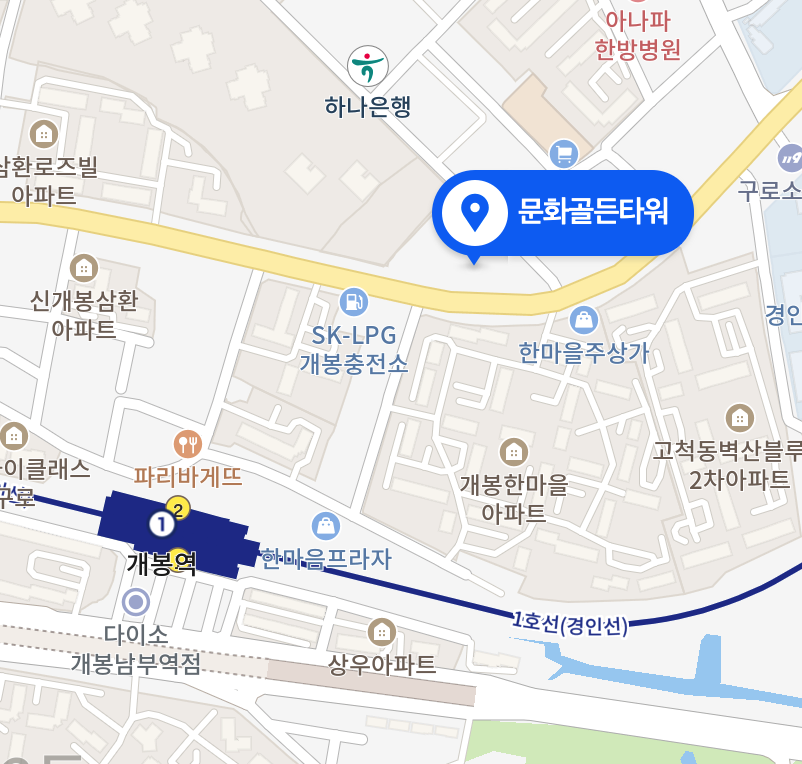 아나파
한방병원
하나은행
삼환로즈빌
아파트
119
구로소
문화골든타워
신개봉삼환
아파트
SK-LPG
개봉충전소
한마을주상가
경인
고척동벽산블루
2차아파트
이클래스
구로
파리바게뜨
개봉한마을
아파트
2
1
개봉역
한마음프라자
1호선(경인선)
다이소
개봉남부역점
상우아파트